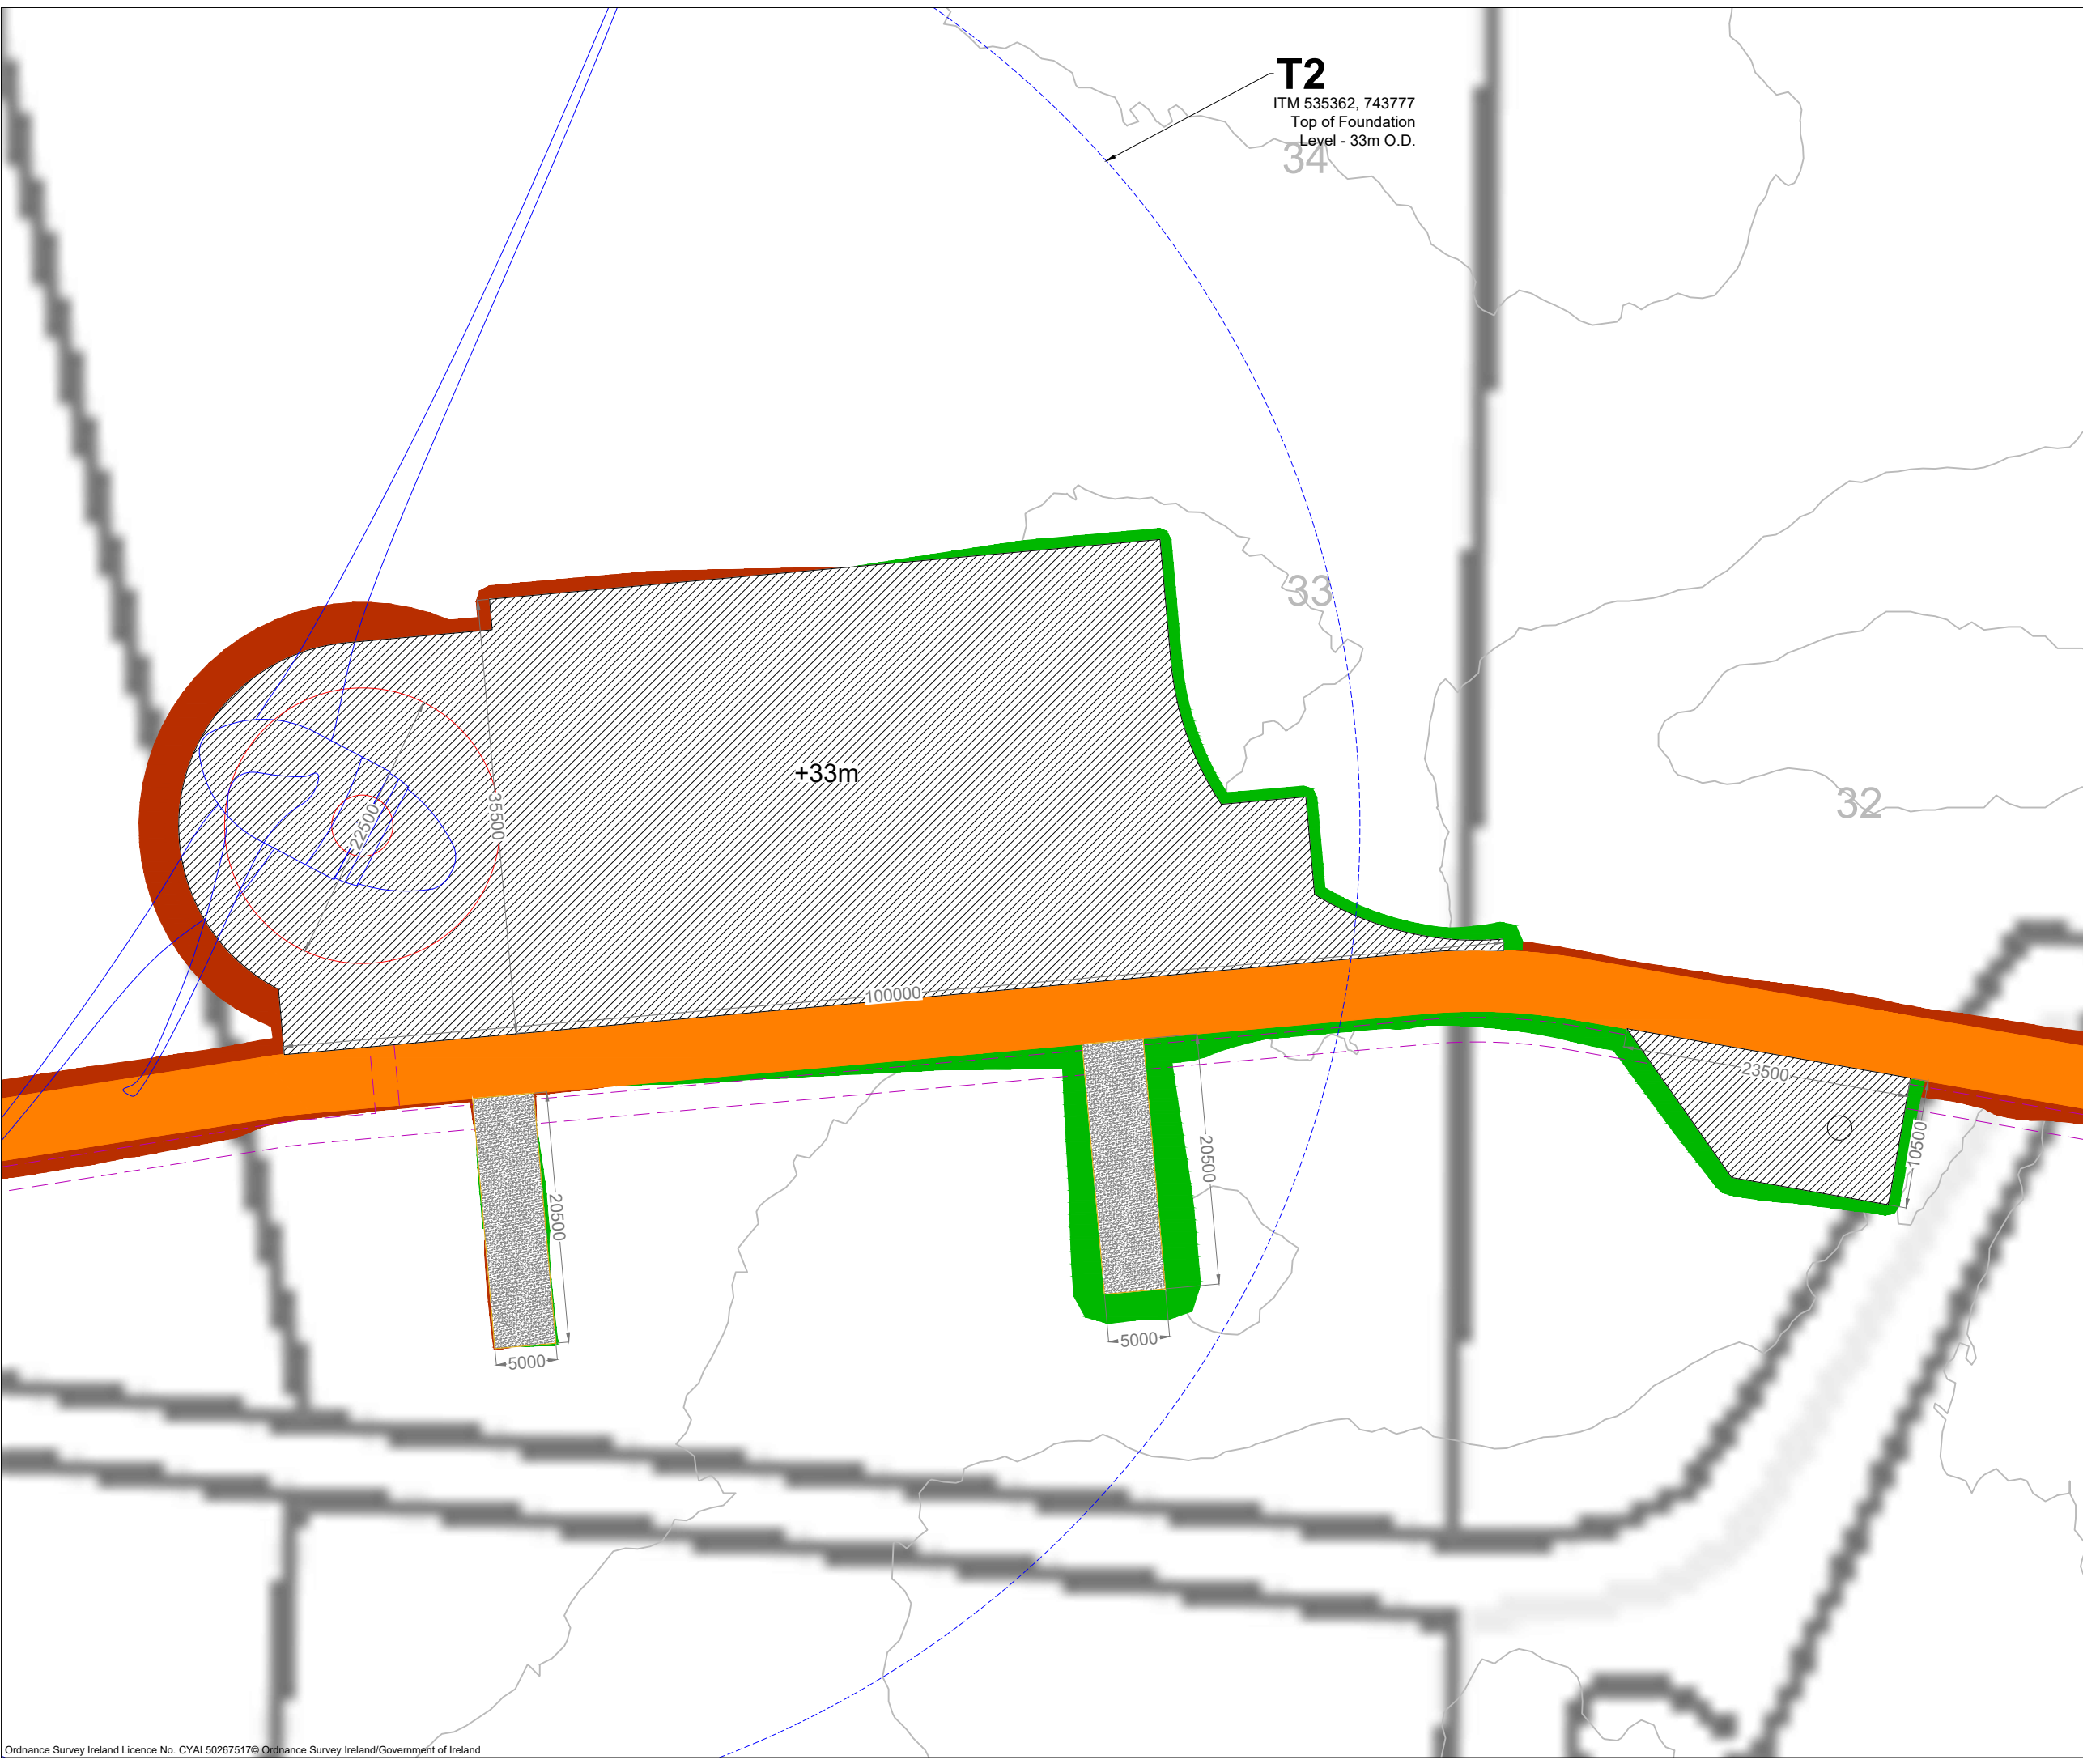 T2
ITM 535362, 743777
Top of Foundation
Level - 33m O.D.
34
33
+33m
32
22500
35500
100000
23500
10500
20500
20500
5000
5000
Ordnance Survey Ireland Licence No. CYAL50267517© Ordnance Survey Ireland/Government of Ireland